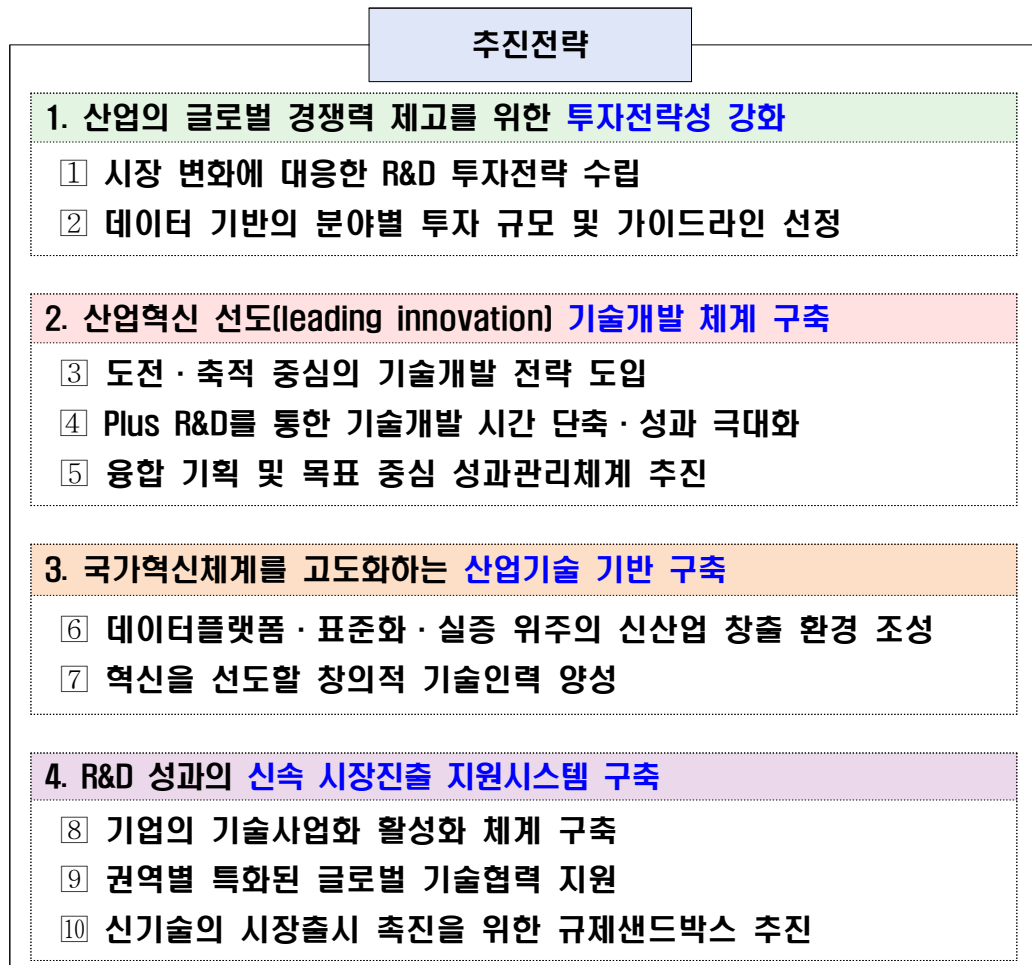 추진전략
1. 산업의 글로벌 경쟁력 제고를 위한 투자전략성 강화
1 시장 변화에 대응한 R&D 투자전략 수립
2 데이터 기반의 분야별 투자 규모 및 가이드라인 선정
2. 산업혁신 선도(leading innovation) 기술개발 체계 구축
3 도전·축적 중심의 기술개발 전략 도입
4 Plus R&D를 통한 기술개발 시간 단축·성과 극대화
5 융합 기획 및 목표 중심 성과관리체계 추진
3. 국가혁신체계를 고도화하는 산업기술 기반 구축
6 데이터플랫폼·표준화·실증 위주의 신산업 창출 환경 조성
7 혁신을 선도할 창의적 기술인력 양성
4. R&D 성과의 신속 시장진출 지원시스템 구축
8 기업의 기술사업화 활성화 체계 구축
9 권역별 특화된 글로벌 기술협력 지원
10 신기술의 시장출시 촉진을 위한 규제샌드박스 추진